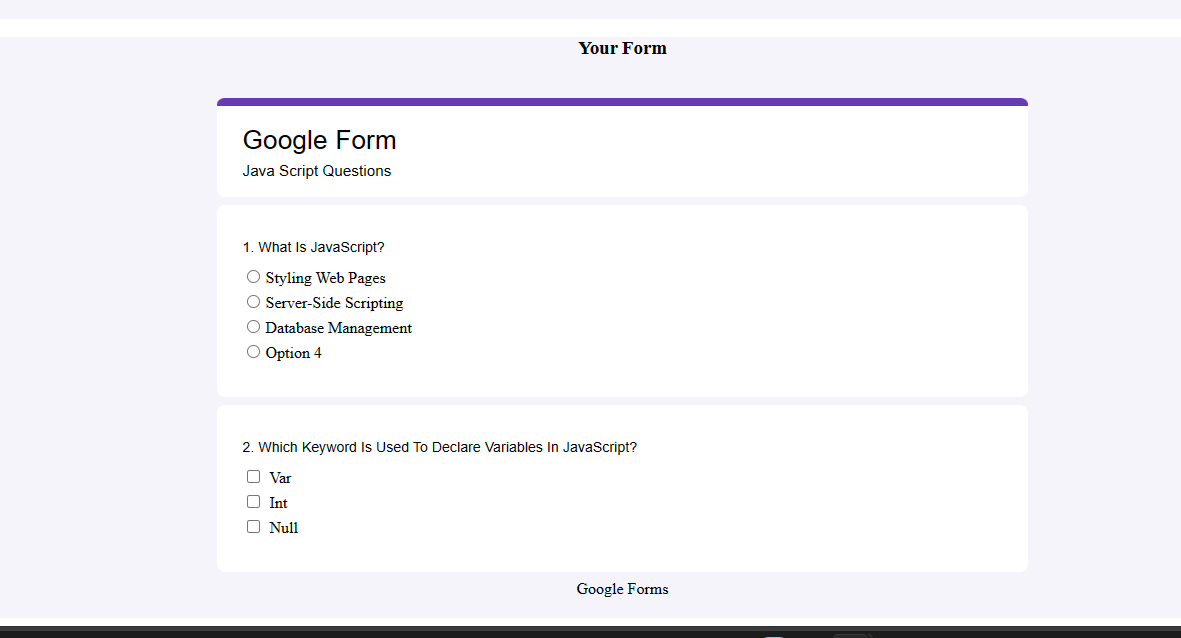 Your Form
Google Form
Java Script Questions
1. What Is JavaScript?
Styling Web Pages
Server-Side Scripting
Database Management
Option 4
2. Which Keyword Is Used To Declare Variables In JavaScript?
Var
Int
Null
Google Forms